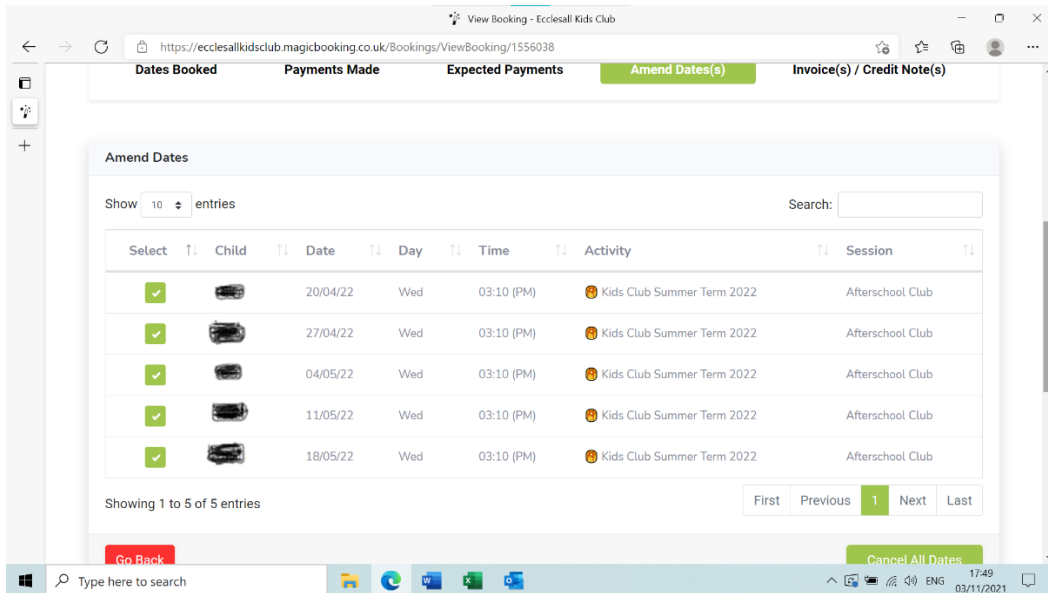 View Booking - Ecclesall Kids Club
https://ecclesallkidsclub.magicbooking.co.uk/Bookings/ViewBooking/1556038
Dates Booked Payments Made Expected Payments Amend Dates(s) Invoice(s) / Credit Note(s)
Amend Dates
Show 10 entries Search:
Select Child Date Day Time Activity Session
20/04/22 Wed 03:10 (PM) Kids Club Summer Term 2022 Afterschool Club
27/04/22 Wed 03:10 (PM) Kids Club Summer Term 2022 Afterschool Club
04/05/22 Wed 03:10 (PM) Kids Club Summer Term 2022 Afterschool Club
11/05/22 Wed 03:10 (PM) Kids Club Summer Term 2022 Afterschool Club
18/05/22 Wed 03:10 (PM) Kids Club Summer Term 2022 Afterschool Club
Showing 1 to 5 of 5 entries First Previous 1 Next Last
Go Back Cancel All Dates
Type here to search ENG 17:49
03/11/2021